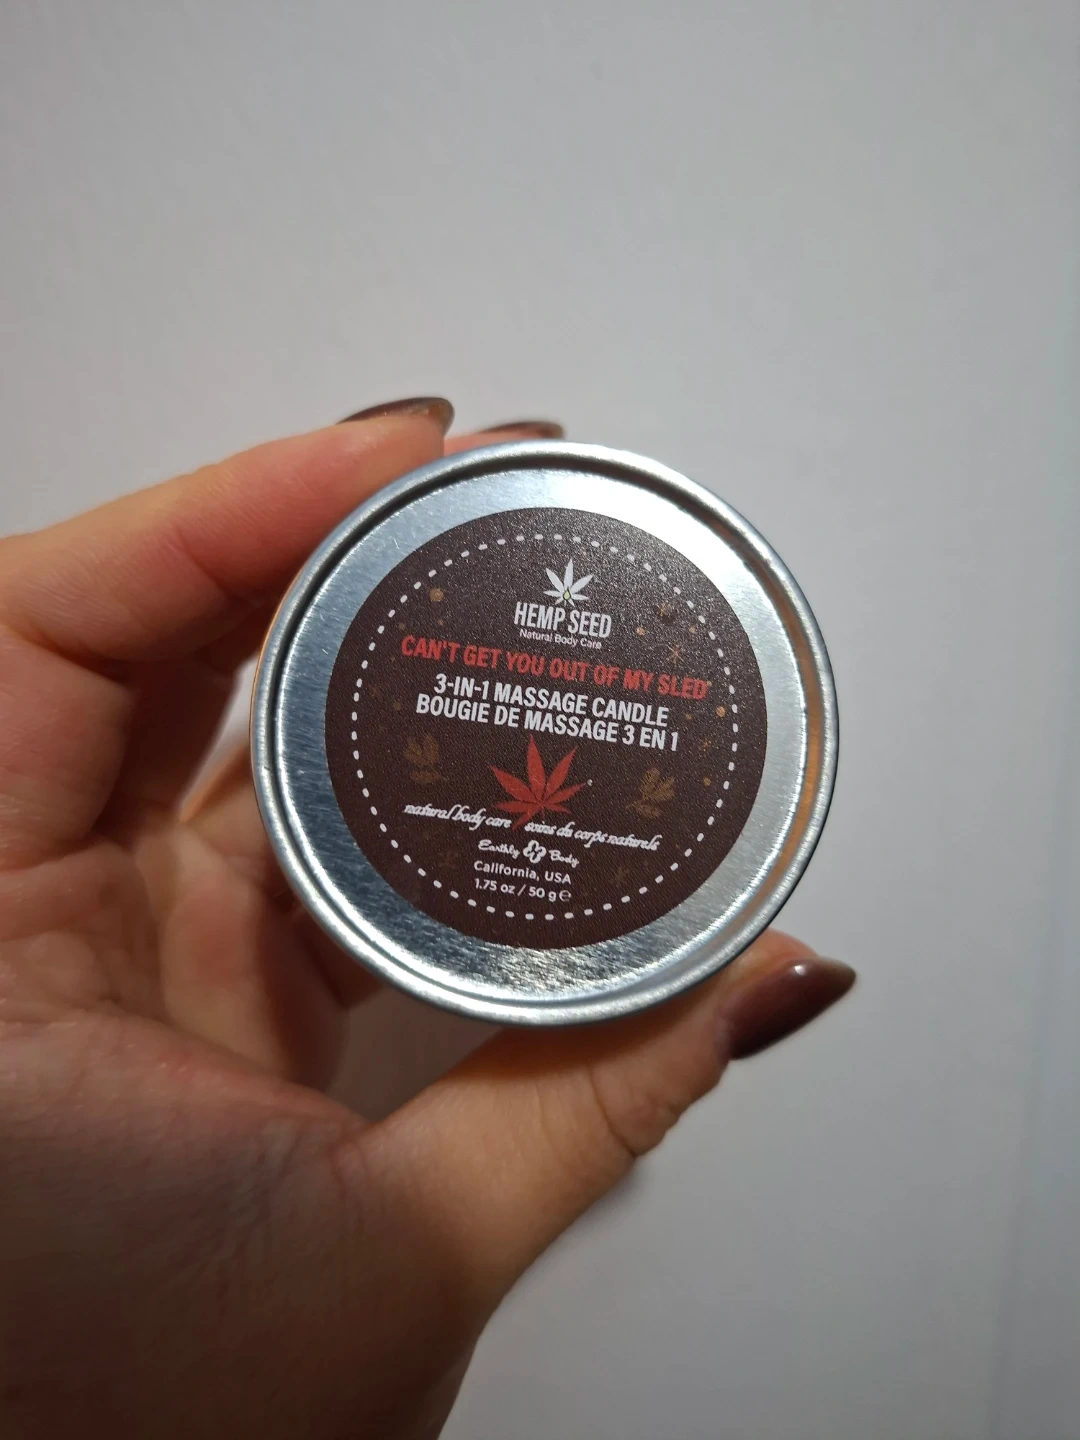 HEMP SEED
Natural Body Care
CAN'T GET YOU OUT OF MY SLED
3-IN-1 MASSAGE CANDLE
BOUGIE DE MASSAGE 3 EN 1
natural body care soins du corps naturels
Earthly Body
California, USA
1.75 oz / 50 g ℮